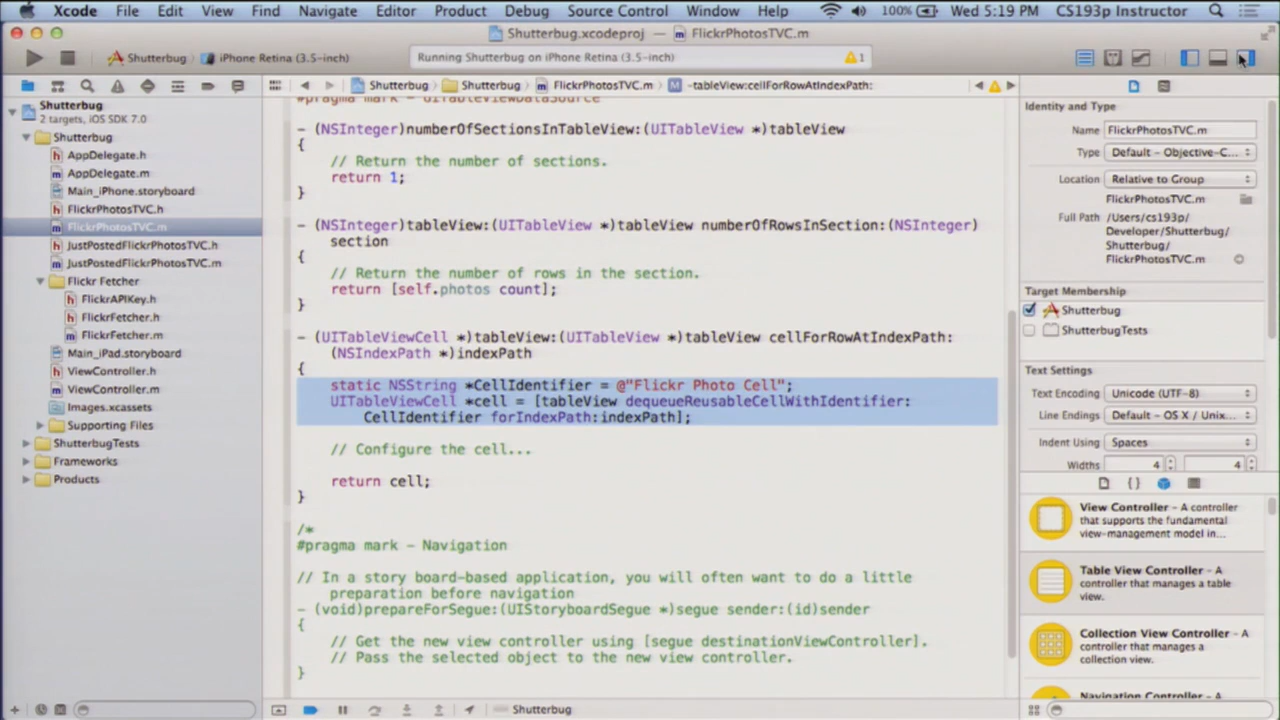 Xcode File Edit View Find Navigate Editor Product Debug Source Control Window Help 100% Wed 5:19 PM CS193p Instructor
Shutterbug.xcodeproj — FlickrPhotosTVC.m
Shutterbug iPhone Retina (3.5-inch) Running Shutterbug on iPhone Retina (3.5-inch) 1
Shutterbug Shutterbug FlickrPhotosTVC.m M -tableView:cellForRowAtIndexPath:
Shutterbug
2 targets, iOS SDK 7.0
Shutterbug
h AppDelegate.h
m AppDelegate.m
Main_iPhone.storyboard
h FlickrPhotosTVC.h
m FlickrPhotosTVC.m
h JustPostedFlickrPhotosTVC.h
m JustPostedFlickrPhotosTVC.m
Flickr Fetcher
h FlickrAPIKey.h
h FlickrFetcher.h
m FlickrFetcher.m
Main_iPad.storyboard
h ViewController.h
m ViewController.m
Images.xcassets
Supporting Files
ShutterbugTests
Frameworks
Products
#pragma mark - UITableViewDataSource
- (NSInteger)numberOfSectionsInTableView:(UITableView *)tableView
{
// Return the number of sections.
return 1;
}
- (NSInteger)tableView:(UITableView *)tableView numberOfRowsInSection:(NSInteger)
section
{
// Return the number of rows in the section.
return [self.photos count];
}
- (UITableViewCell *)tableView:(UITableView *)tableView cellForRowAtIndexPath:
(NSIndexPath *)indexPath
{
static NSString *CellIdentifier = @"Flickr Photo Cell";
UITableViewCell *cell = [tableView dequeueReusableCellWithIdentifier:
CellIdentifier forIndexPath:indexPath];
// Configure the cell...
return cell;
}
/*
#pragma mark - Navigation
// In a story board-based application, you will often want to do a little
preparation before navigation
- (void)prepareForSegue:(UIStoryboardSegue *)segue sender:(id)sender
{
// Get the new view controller using [segue destinationViewController].
// Pass the selected object to the new view controller.
}
Shutterbug
Identity and Type
Name FlickrPhotosTVC.m
Type Default - Objective-C...
Location Relative to Group
FlickrPhotosTVC.m
Full Path /Users/cs193p/
Developer/Shutterbug/
Shutterbug/
FlickrPhotosTVC.m
Target Membership
Shutterbug
ShutterbugTests
Text Settings
Text Encoding Unicode (UTF-8)
Line Endings Default - OS X / Unix...
Indent Using Spaces
Widths 4 4
{}
View Controller - A controller
that supports the fundamental
view-management model in...
Table View Controller - A
controller that manages a table
view.
Collection View Controller - A
controller that manages a
collection view.
Navigation Controller - A